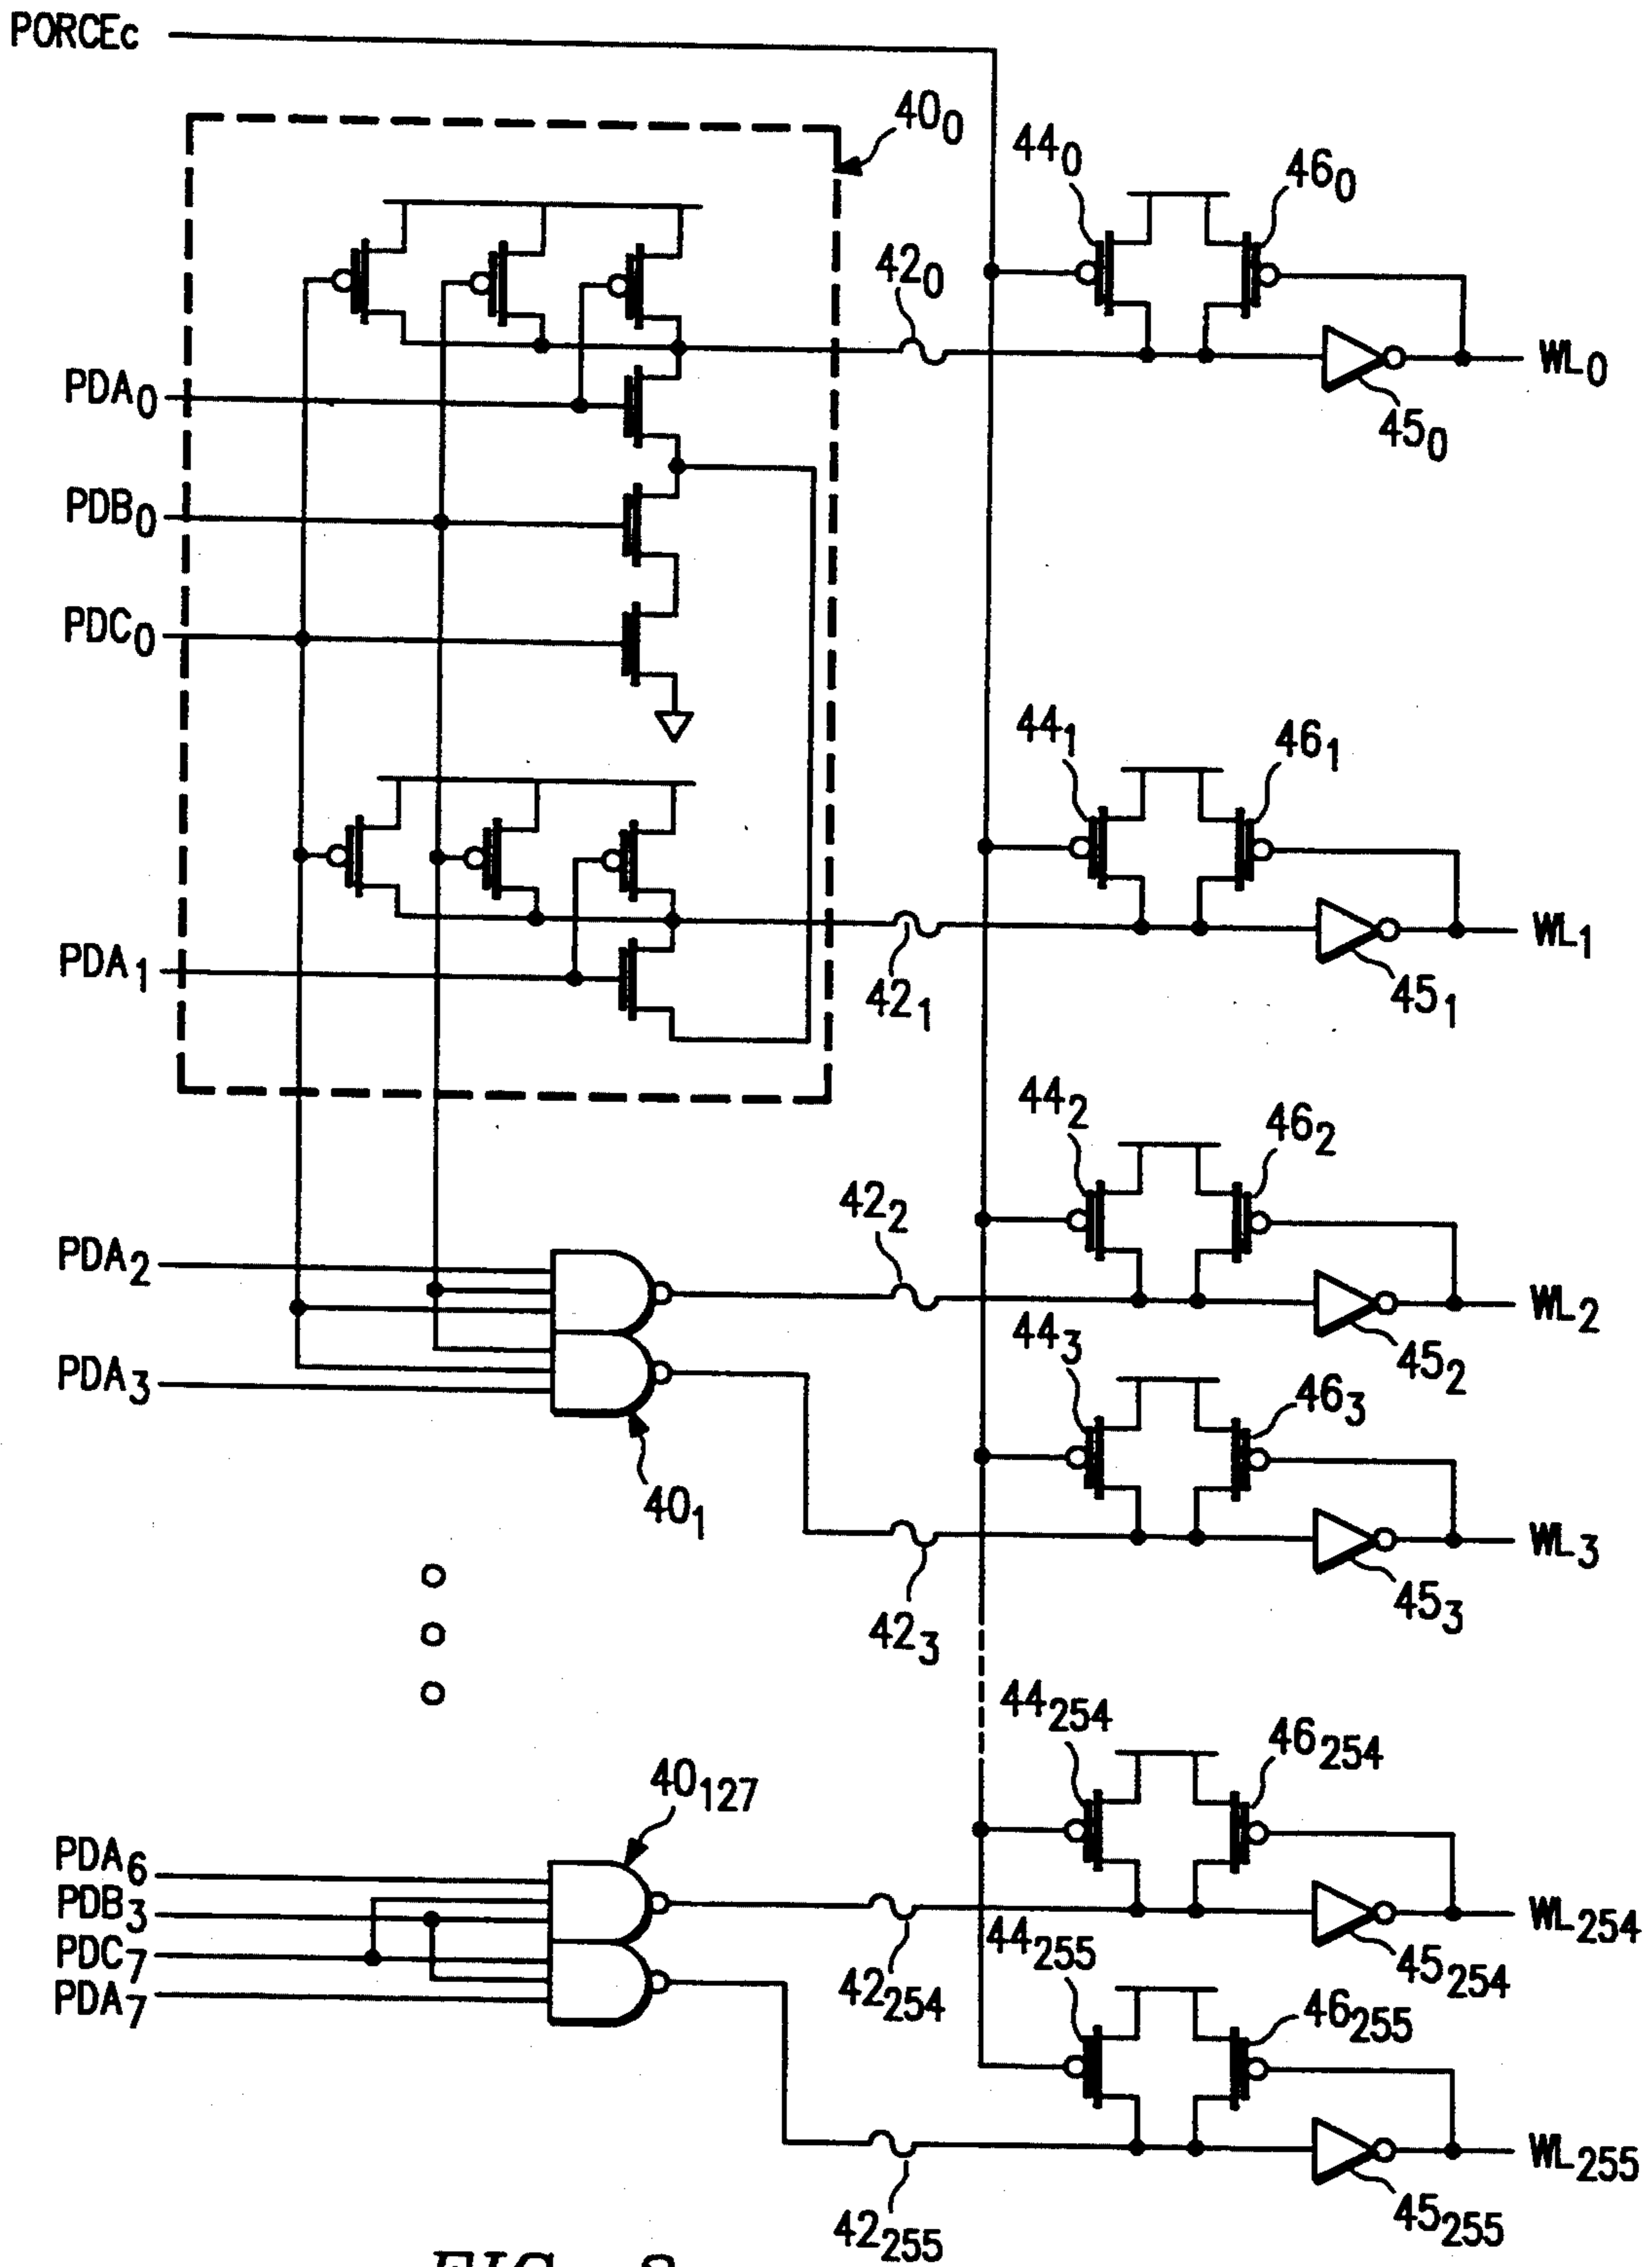 PORCEc
40₀
44₀
46₀
42₀
PDA₀
WL₀
45₀
PDB₀
PDC₀
44₁
46₁
PDA₁
42₁
WL₁
45₁
44₂
46₂
42₂
PDA₂
WL₂
44₃
45₂
PDA₃
46₃
40₁
WL₃
42₃
45₃
44₂₅₄
46₂₅₄
40₁₂₇
PDA₆
PDB₃
PDC₇
PDA₇
WL₂₅₄
44₂₅₅
42₂₅₄
45₂₅₄
46₂₅₅
WL₂₅₅
42₂₅₅
45₂₅₅